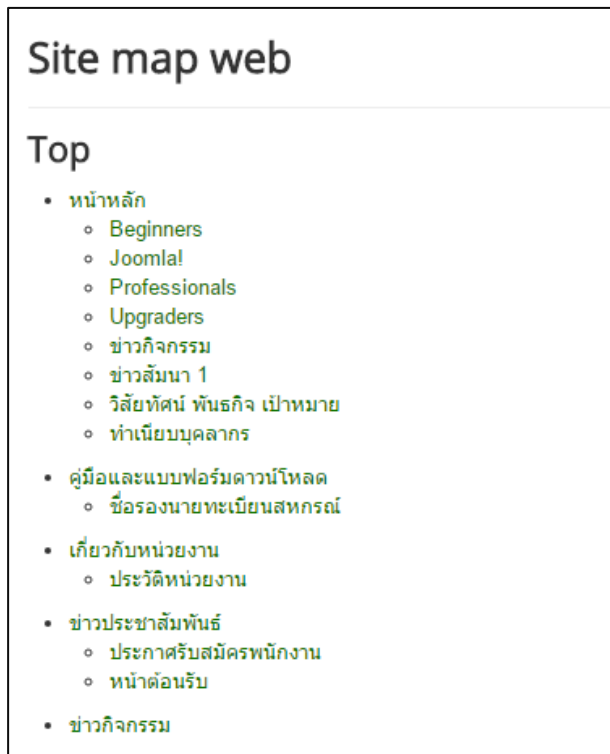 Site map web
Top
หน้าหลัก
Beginners
Joomla!
Professionals
Upgraders
ข่าวกิจกรรม
ข่าวสัมนา 1
วิสัยทัศน์ พันธกิจ เป้าหมาย
ทำเนียบบุคลากร
คู่มือและแบบฟอร์มดาวน์โหลด
ชื่อรองนายทะเบียนสหกรณ์
เกี่ยวกับหน่วยงาน
ประวัติหน่วยงาน
ข่าวประชาสัมพันธ์
ประกาศรับสมัครพนักงาน
หน้าต้อนรับ
ข่าวกิจกรรม